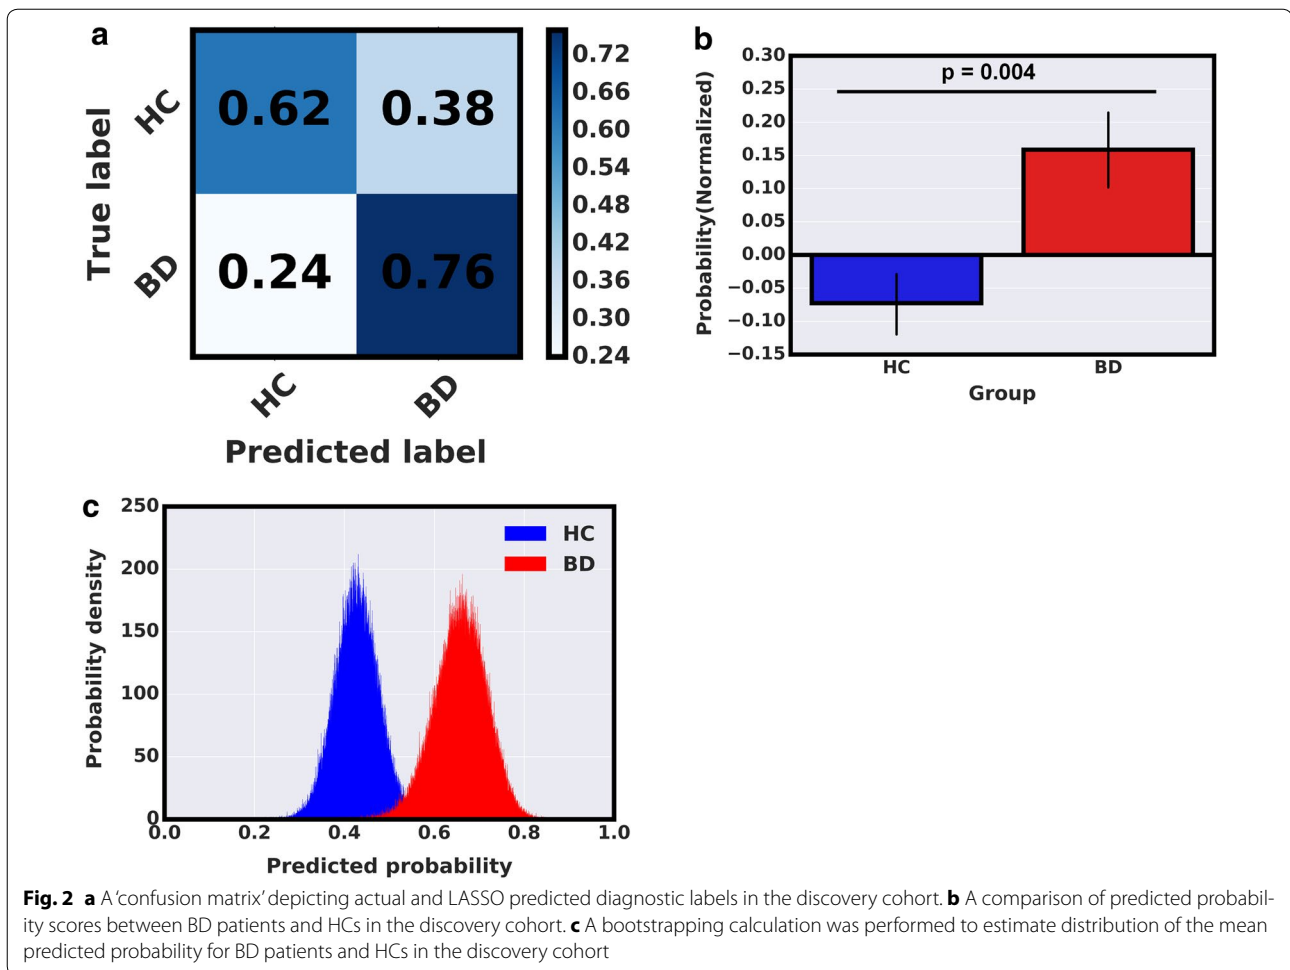 a
True label
HC
BD
0.62
0.38
0.24
0.76
HC
BD
Predicted label
0.72
0.66
0.60
0.54
0.48
0.42
0.36
0.30
0.24
b
Probability(Normalized)
0.30
0.25
0.20
0.15
0.10
0.05
0.00
−0.05
−0.10
−0.15
p = 0.004
HC
BD
Group
c
Probability density
250
200
150
100
50
0
HC
BD
0.0
0.2
0.4
0.6
0.8
1.0
Predicted probability
Fig. 2 a A 'confusion matrix' depicting actual and LASSO predicted diagnostic labels in the discovery cohort. b A comparison of predicted probabil-
ity scores between BD patients and HCs in the discovery cohort. c A bootstrapping calculation was performed to estimate distribution of the mean
predicted probability for BD patients and HCs in the discovery cohort